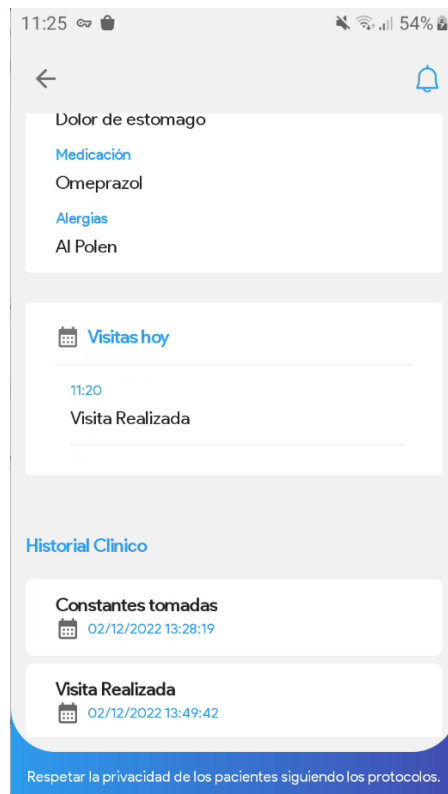 11:25 54%
Dolor de estomago
Medicación
Omeprazol
Alergias
Al Polen
Visitas hoy
11:20
Visita Realizada
Historial Clinico
Constantes tomadas
02/12/2022 13:28:19
Visita Realizada
02/12/2022 13:49:42
Respetar la privacidad de los pacientes siguiendo los protocolos.